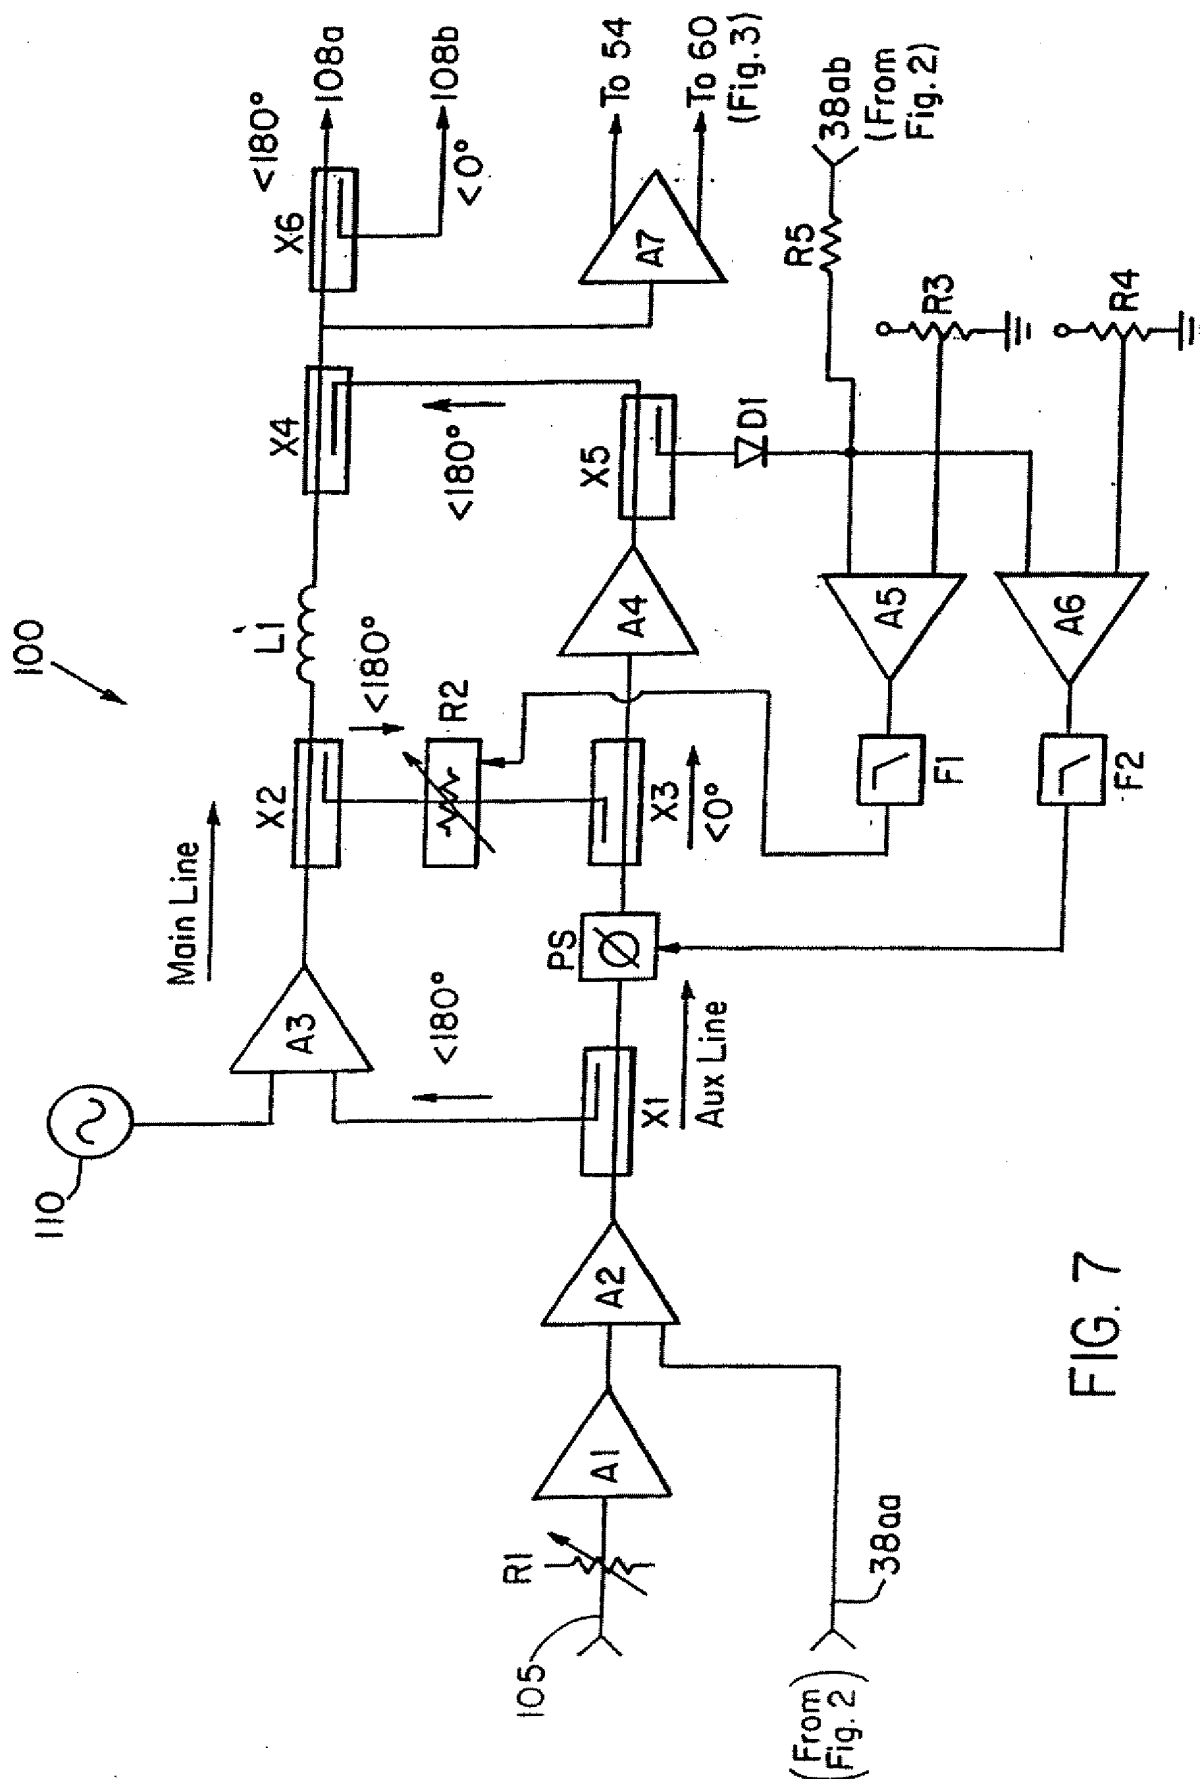 100
110
Main Line
A3
X2
<180°
L1
X4
X6
<180°
108a
108b
<0°
<180°
R2
<180°
To 54
To 60
(Fig. 3)
A7
105
R1
A1
A2
X1
Aux Line
PS
X3
<0°
A4
X5
D1
R5
38ab
(From
Fig. 2)
R3
R4
A5
A6
F1
F2
38aa
(From
Fig. 2)
FIG. 7